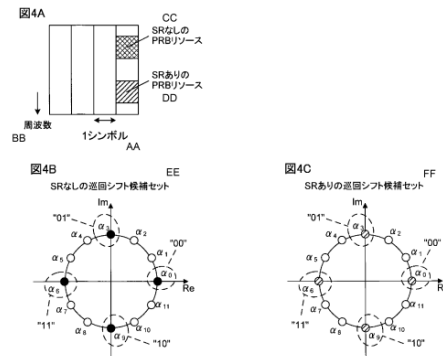 図4A
CC
SRなしの
PRBリソース
SRありの
PRBリソース
DD
周波数
BB
1シンボル
AA
図4B
EE
SRなしの巡回シフト候補セット
Im
"01"
α3
α4
α2
α5
α1
"00"
α0
Re
α6
α7
α11
"11"
α8
α9
α10
"10"
図4C
FF
SRありの巡回シフト候補セット
Im
"01"
α3
α4
α2
α5
α1
"00"
α0
R
α6
α7
α11
"11"
α8
α9
α10
"10"